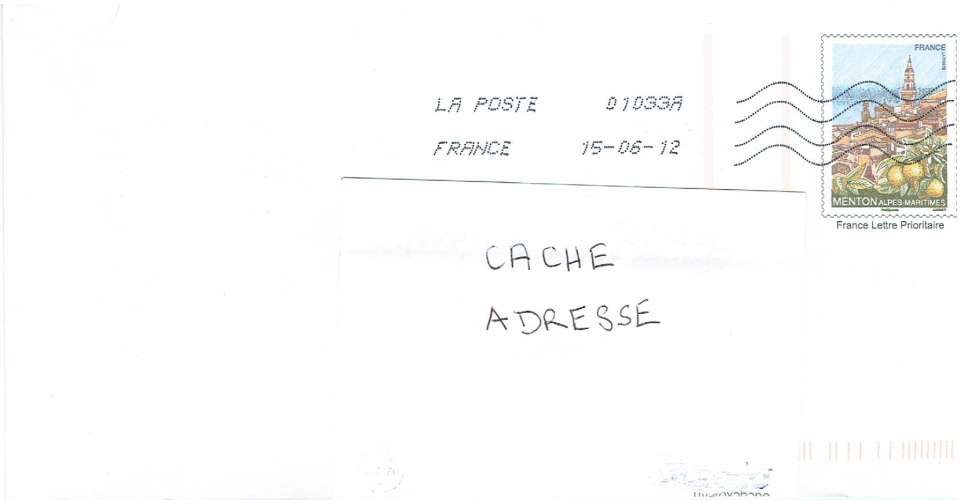 LA POSTE 01033A
FRANCE 15-06-12
FRANCE
MENTON ALPES-MARITIMES
France Lettre Prioritaire
CACHE
ADRESSE